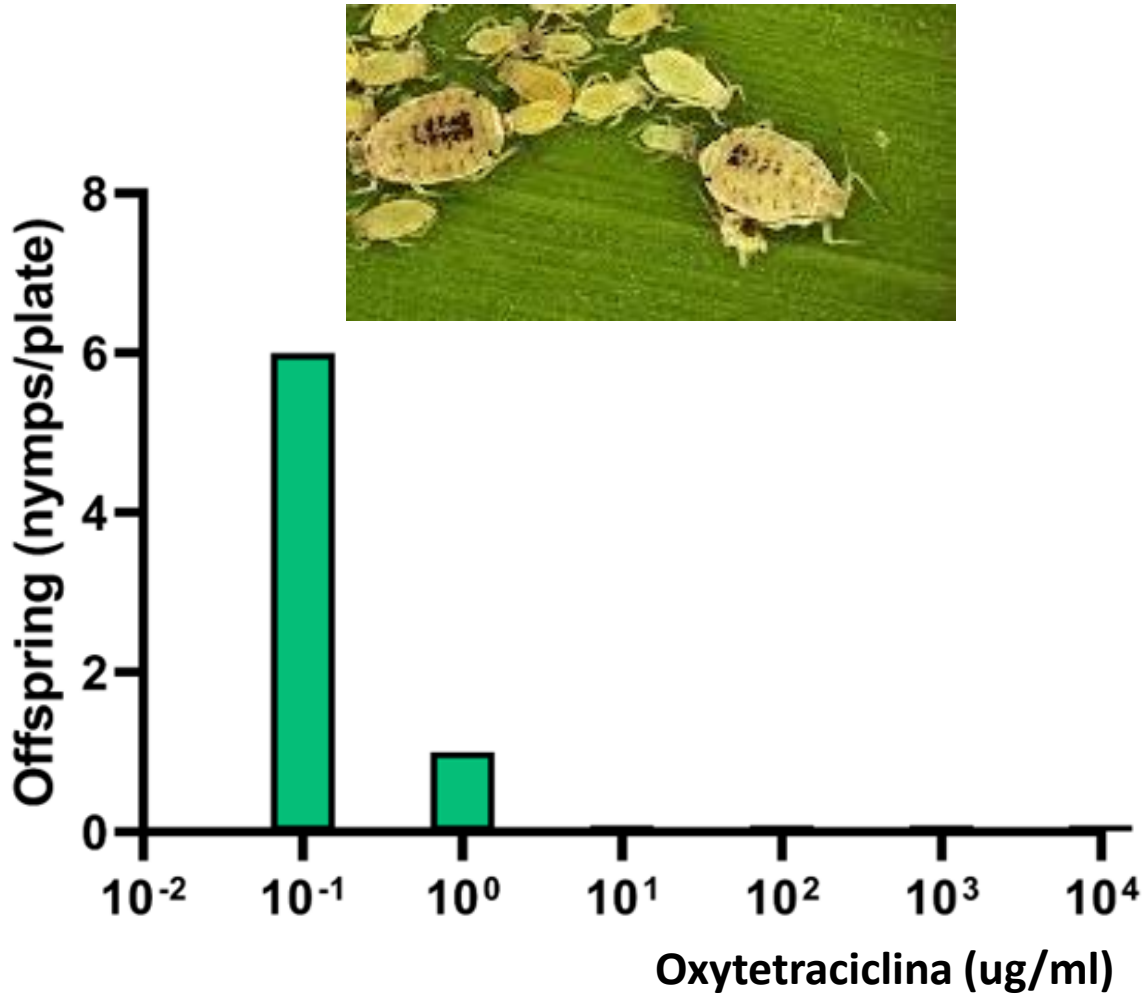 Offspring (nymps/plate)
8
6
4
2
0
10-2 10-1 100 101 102 103 104
Oxytetraciclina (ug/ml)